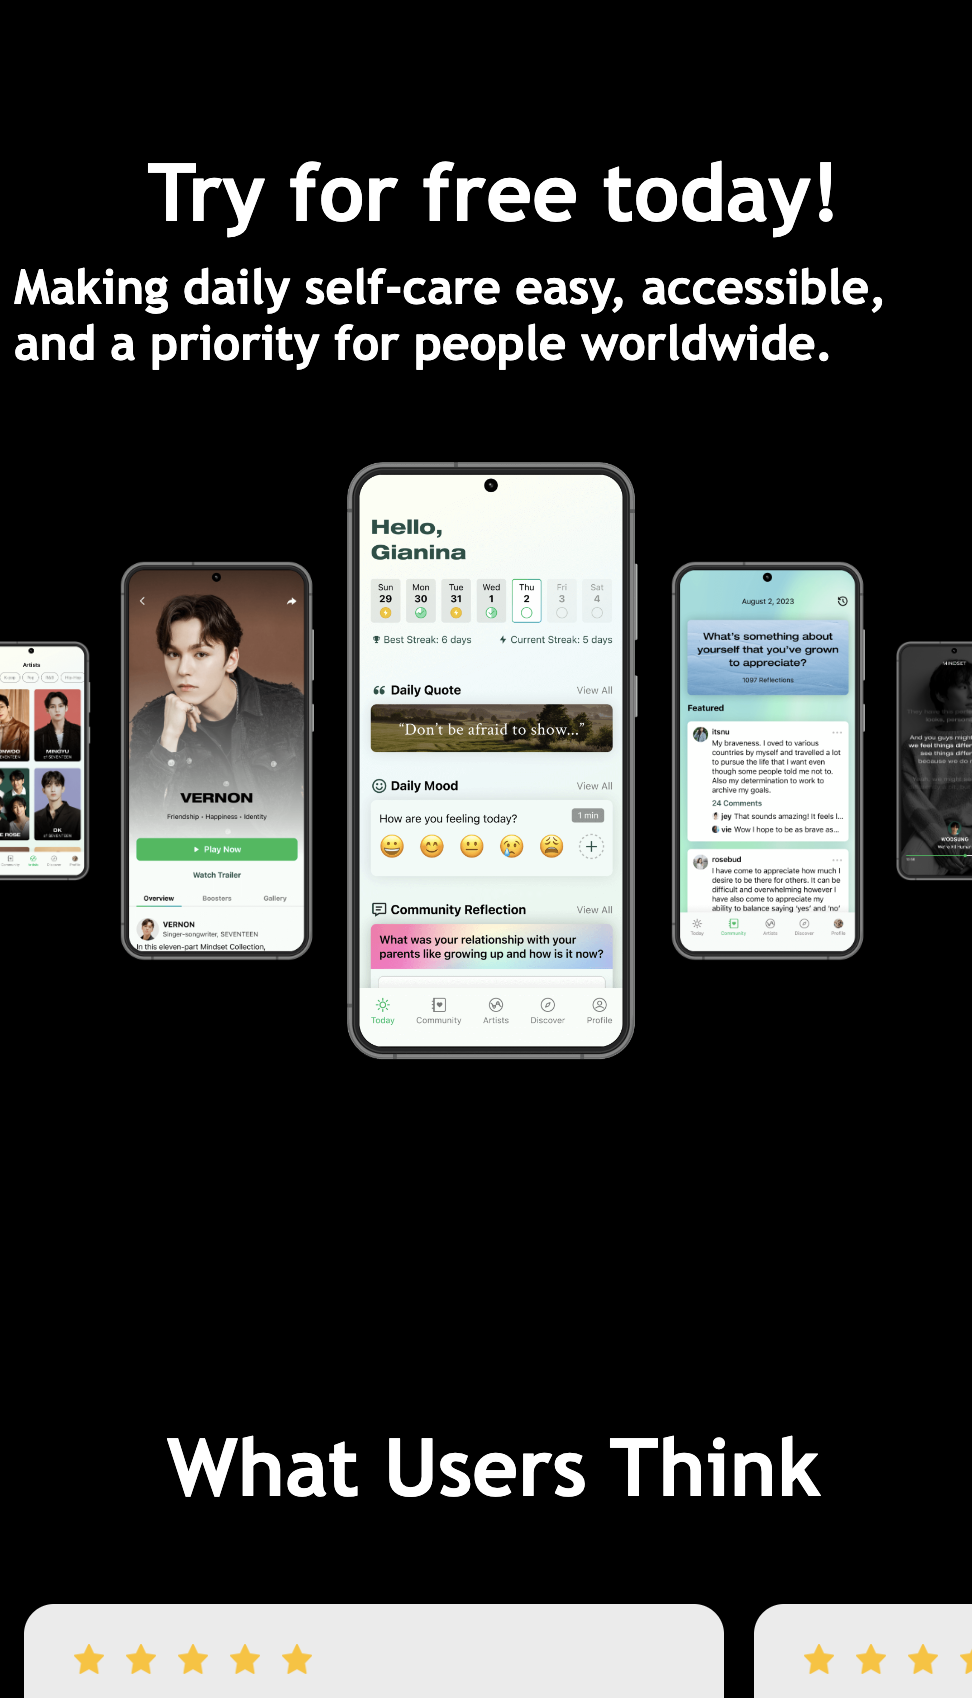 Try for free today!
Making daily self-care easy, accessible,
and a priority for people worldwide.
Artists
MINGYU
of SEVENTEEN
DK
of SEVENTEEN
Artists
Discover
Profile
VERNON
Friendship • Happiness • Identity
Play Now
Watch Trailer
Overview
Boosters
Gallery
VERNON
Singer-songwriter, SEVENTEEN
In this eleven-part Mindset Collection,
Hello,
Gianina
Sun Mon Tue Wed Thu Fri Sat
29 30 31 1 2 3 4
Best Streak: 6 days
Current Streak: 5 days
Daily Quote
View All
“Don’t be afraid to show...”
Daily Mood
View All
How are you feeling today?
1 min
Community Reflection
View All
What was your relationship with your
parents like growing up and how is it now?
Today
Community
Artists
Discover
Profile
August 2, 2023
What’s something about
yourself that you’ve grown
to appreciate?
1097 Reflections
Featured
itsnu
My braveness. I oved to various
countries by myself and travelled a lot
to pursue the life that I want even
though some people told me not to.
Also my determination to work to
archive my goals.
24 Comments
jey That sounds amazing! It feels l...
vie Wow I hope to be as brave as...
rosebud
I have come to appreciate how much I
desire to be there for others. It can be
difficult and overwhelming however I
have also come to appreciate my
ability to balance saying ‘yes’ and ‘no’
Today
Community
Artists
Discover
Profile
MINDSET
And you guys might
we feel things differ
see things differ
because we do
WOOSUNG
What Users Think